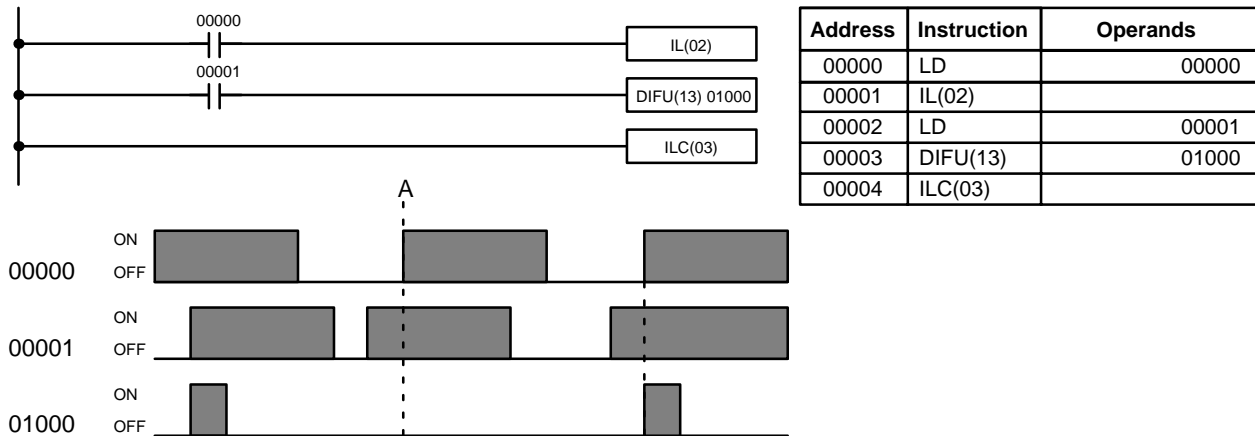 00000
IL(02)
00001
DIFU(13) 01000
ILC(03)
Address Instruction Operands
00000 LD 00000
00001 IL(02)
00002 LD 00001
00003 DIFU(13) 01000
00004 ILC(03)
A
ON
00000 OFF
ON
00001 OFF
ON
01000 OFF